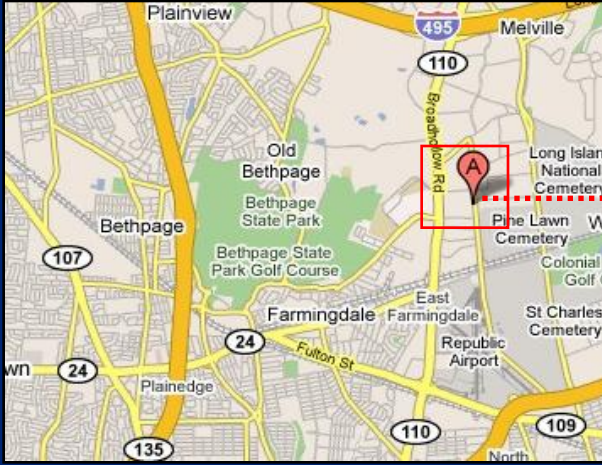 Plainview
495
Melville
110
Broadhollow Rd
Old
Bethpage
A
Long Islan
National
Cemetery
Bethpage
State Park
Pine Lawn
Cemetery
W
Bethpage
107
Bethpage State
Park Golf Course
Colonial
Golf
East
Farmingdale
Farmingdale
St Charles
Cemetery
24
Republic
Airport
Fulton St
wn
24
Plainedge
110
109
135
North